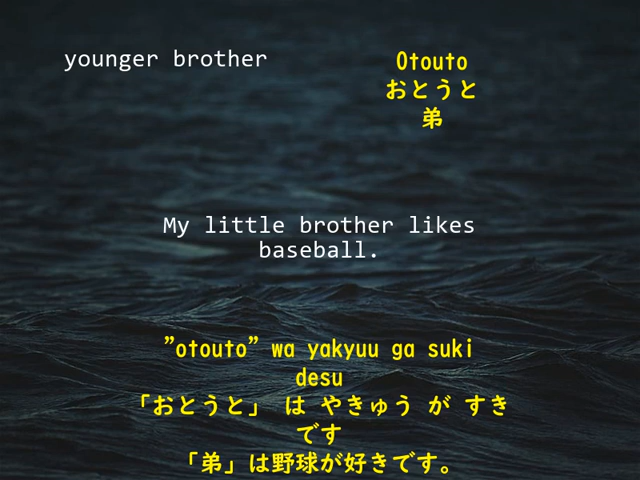 younger brother
Otouto
おとうと
弟
My little brother likes
baseball.
”otouto” wa yakyuu ga suki
desu
「おとうと」 は やきゅう が すき
です
「弟」は野球が好きです。